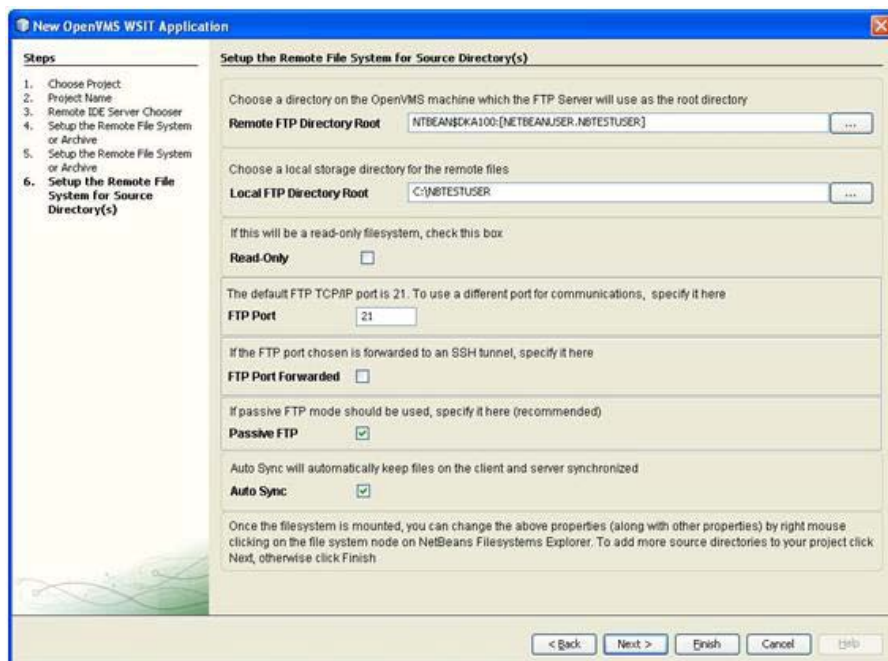 New OpenVMS WSIT Application
Steps
1. Choose Project
2. Project Name
3. Remote IDE Server Chooser
4. Setup the Remote File System
or Archive
5. Setup the Remote File System
or Archive
6. Setup the Remote File
System for Source
Directory(s)
Setup the Remote File System for Source Directory(s)
Choose a directory on the OpenVMS machine which the FTP Server will use as the root directory
Remote FTP Directory Root NTBEAN$DKA100:[NETBEANUSER.NBTESTUSER] ...
Choose a local storage directory for the remote files
Local FTP Directory Root C:\NBTESTUSER ...
If this will be a read-only filesystem, check this box
Read-Only
The default FTP TCP/IP port is 21. To use a different port for communications, specify it here
FTP Port 21
If the FTP port chosen is forwarded to an SSH tunnel, specify it here
FTP Port Forwarded
If passive FTP mode should be used, specify it here (recommended)
Passive FTP
Auto Sync will automatically keep files on the client and server synchronized
Auto Sync
Once the filesystem is mounted, you can change the above properties (along with other properties) by right mouse
clicking on the file system node on NetBeans Filesystems Explorer. To add more source directories to your project click
Next, otherwise click Finish
< Back Next > Finish Cancel Help